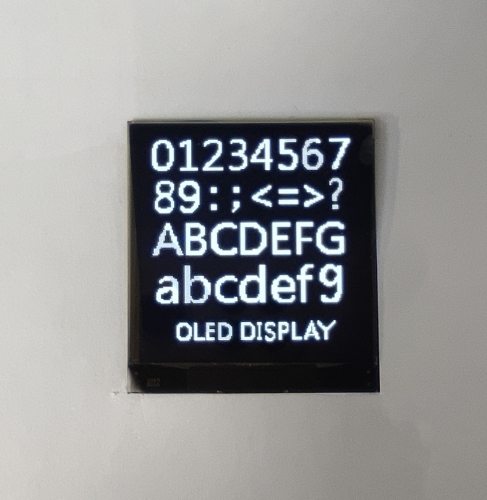 01234567
89:;<=>?
ABCDEFG
abcdefg
OLED DISPLAY